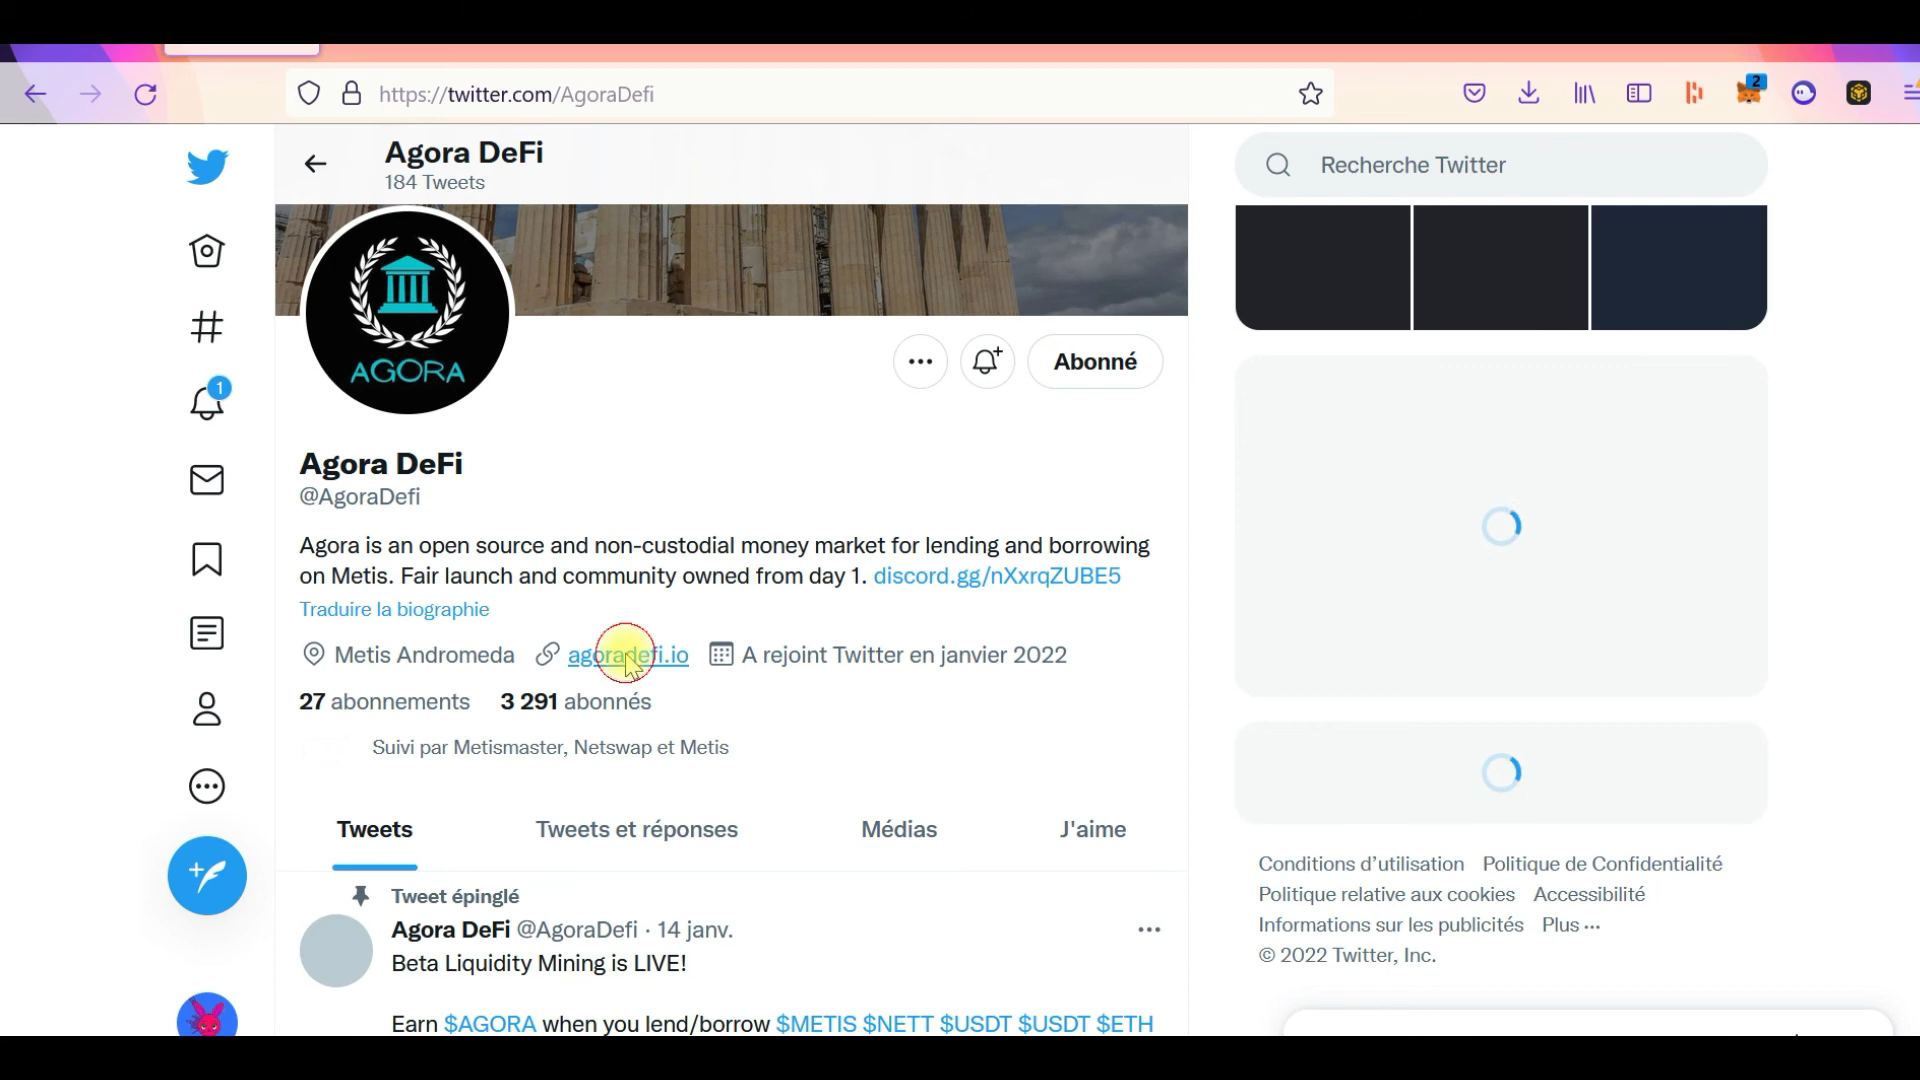 https://twitter.com/AgoraDefi
2
Agora DeFi
184 Tweets
Recherche Twitter
AGORA
Abonné
1
Agora DeFi
@AgoraDefi
Agora is an open source and non-custodial money market for lending and borrowing
on Metis. Fair launch and community owned from day 1. discord.gg/nXxrqZUBE5
Traduire la biographie
Metis Andromeda agoradefi.io A rejoint Twitter en janvier 2022
27 abonnements 3 291 abonnés
Suivi par Metismaster, Netswap et Metis
Tweets Tweets et réponses Médias J'aime
Tweet épinglé
Agora DeFi @AgoraDefi · 14 janv.
Beta Liquidity Mining is LIVE!
Earn $AGORA when you lend/borrow $METIS $NETT $USDT $USDT $ETH
Conditions d’utilisation Politique de Confidentialité
Politique relative aux cookies Accessibilité
Informations sur les publicités Plus ···
© 2022 Twitter, Inc.